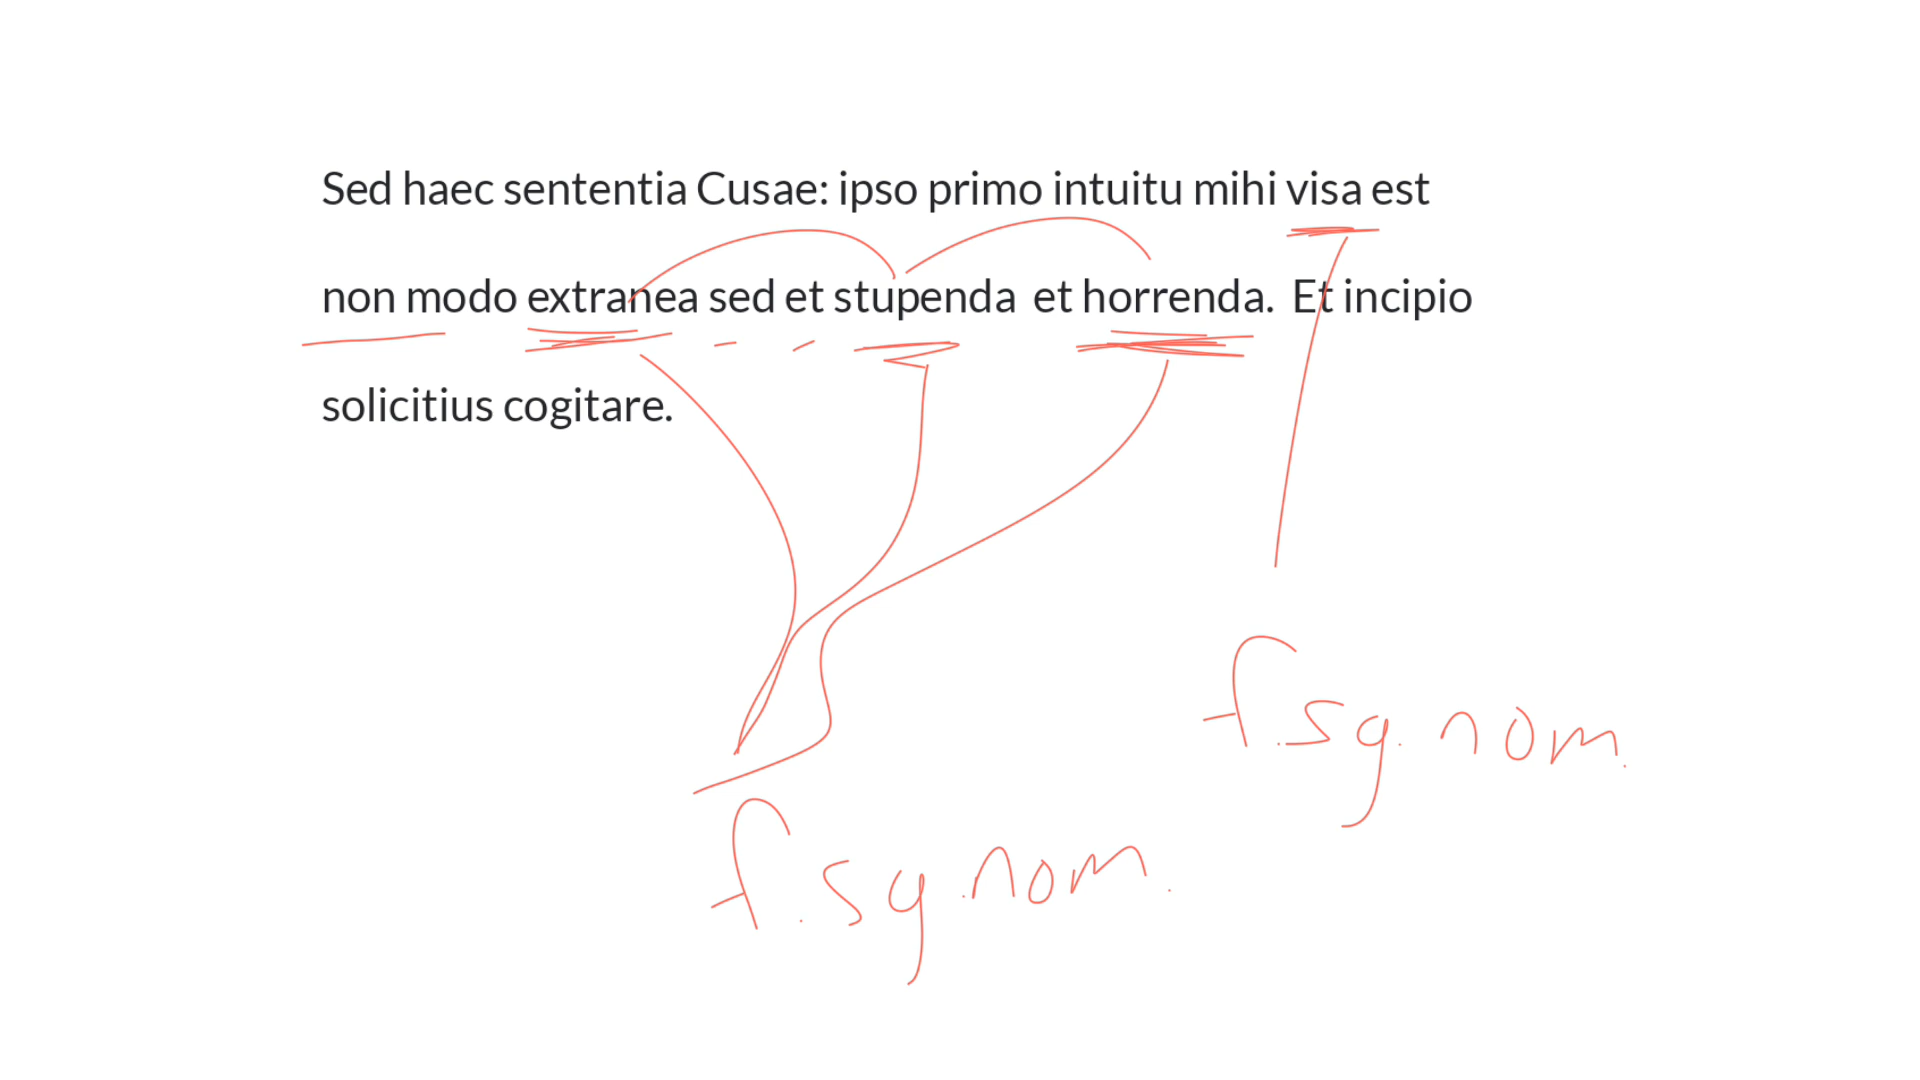 Sed haec sententia Cusae: ipso primo intuitu mihi visa est
non modo extranea sed et stupenda et horrenda. Et incipio
solicitius cogitare.
f.sg. nom.
f.sg.nom.